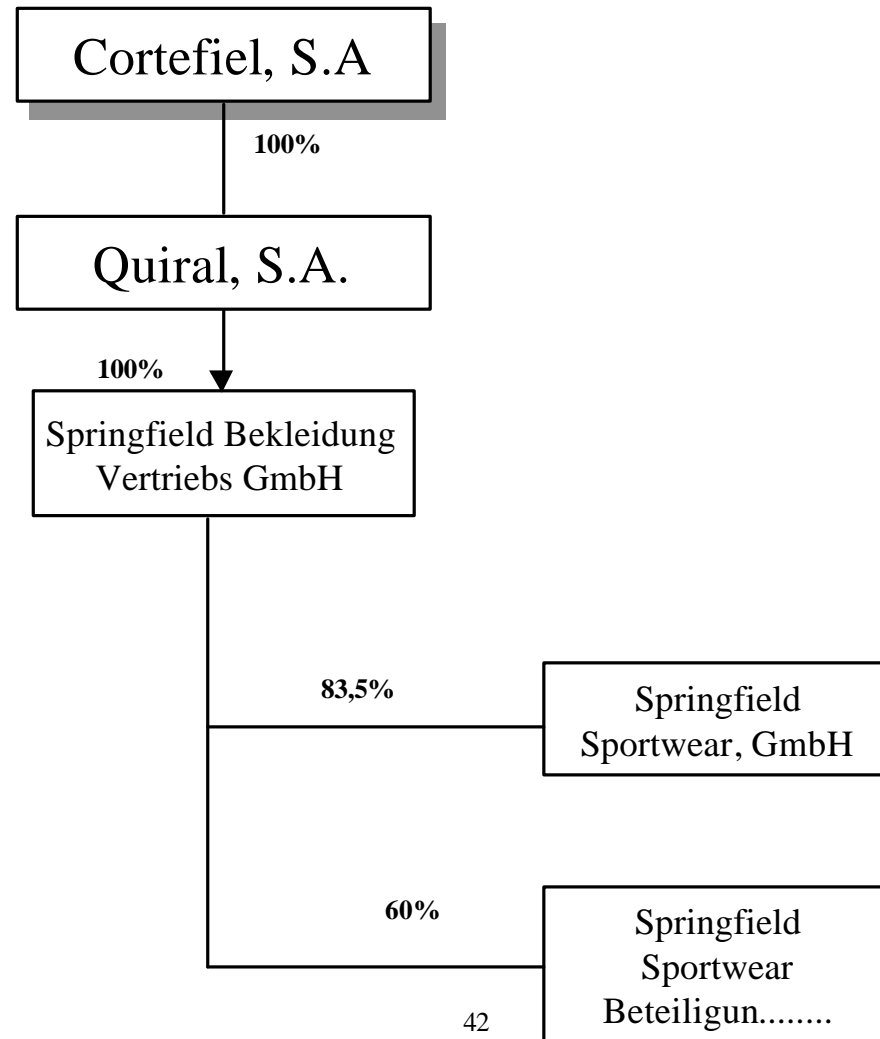 Cortefiel, S.A
100%
Quiral, S.A.
100%
Springfield Bekleidung
Vertriebs GmbH
83,5%
Springfield
Sportwear, GmbH
60%
Springfield
Sportwear
Beteiligun........
42